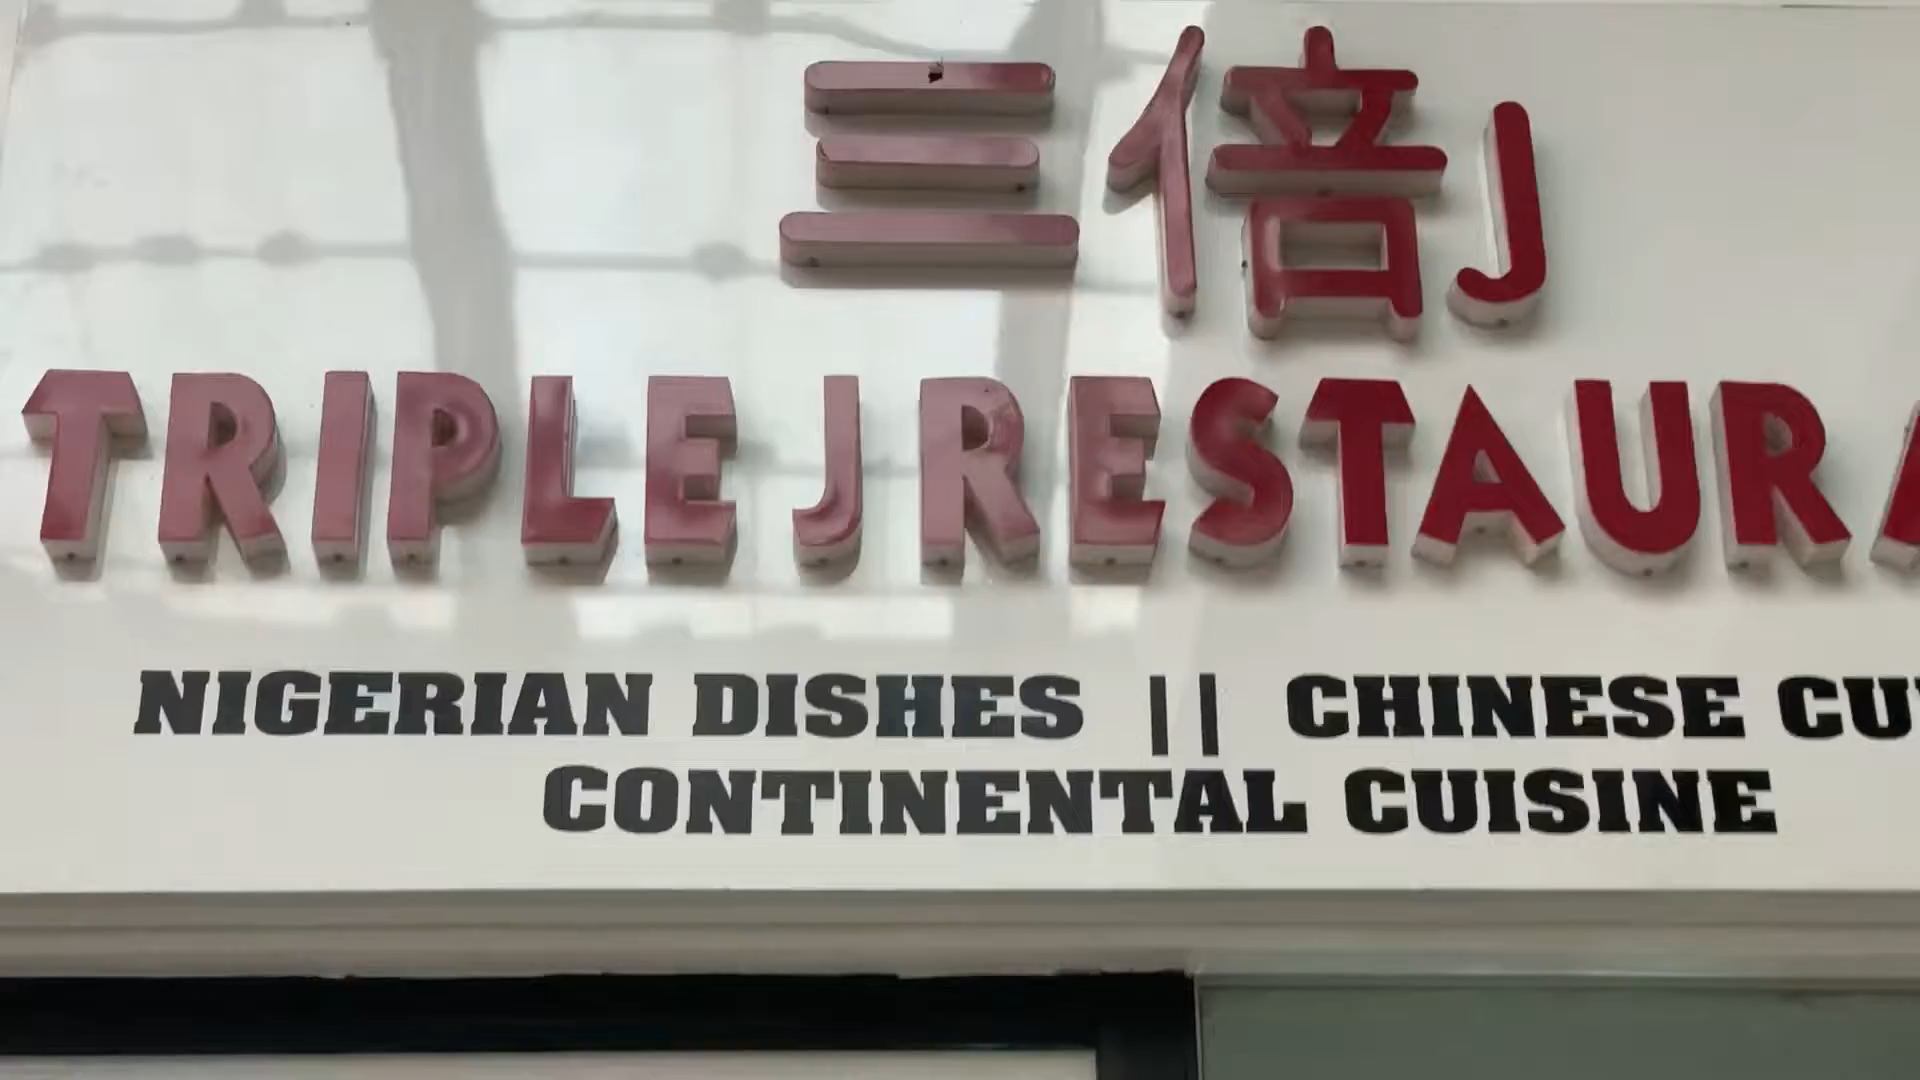 三倍J
TRIPLE J RESTAURA
NIGERIAN DISHES || CHINESE CU
CONTINENTAL CUISINE